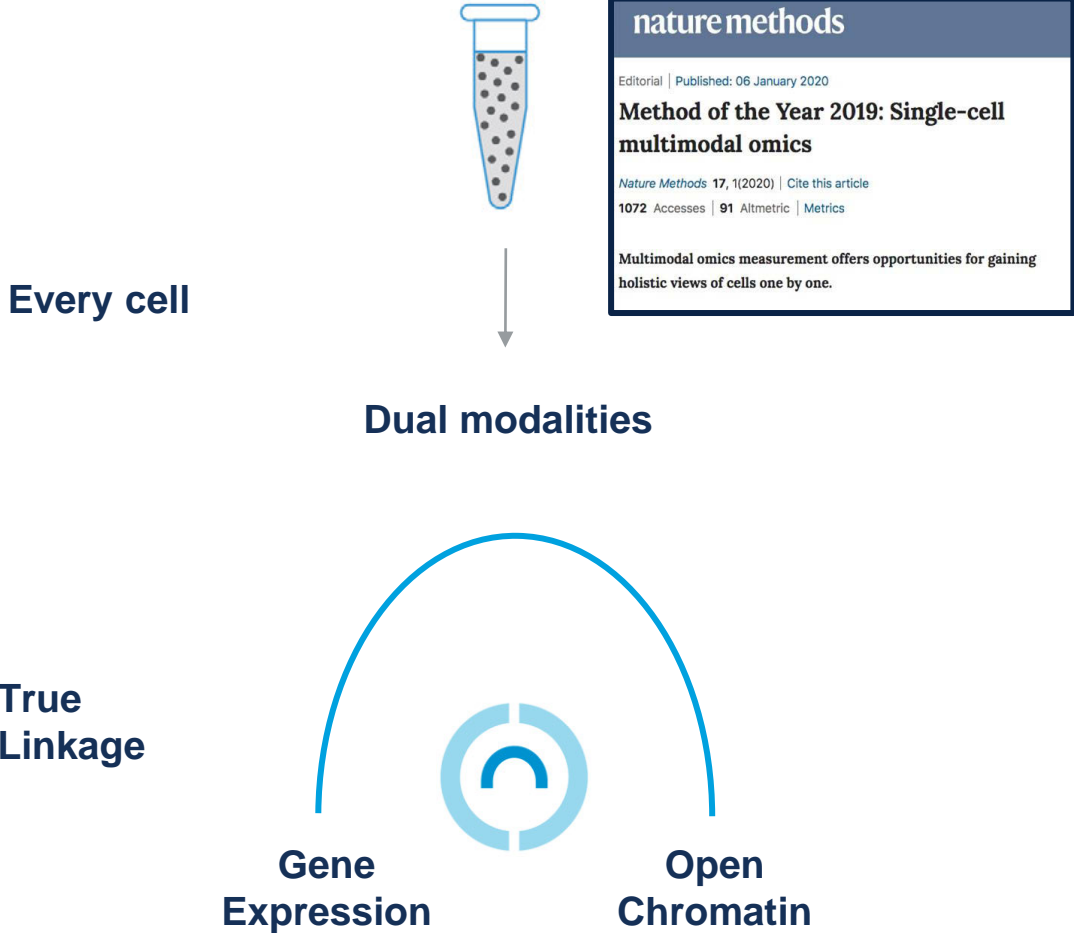 nature methods
Editorial | Published: 06 January 2020
Method of the Year 2019: Single-cell
multimodal omics
Nature Methods 17, 1(2020) | Cite this article
1072 Accesses | 91 Altmetric | Metrics
Multimodal omics measurement offers opportunities for gaining
holistic views of cells one by one.
Every cell
Dual modalities
True
Linkage
Gene
Expression
Open
Chromatin